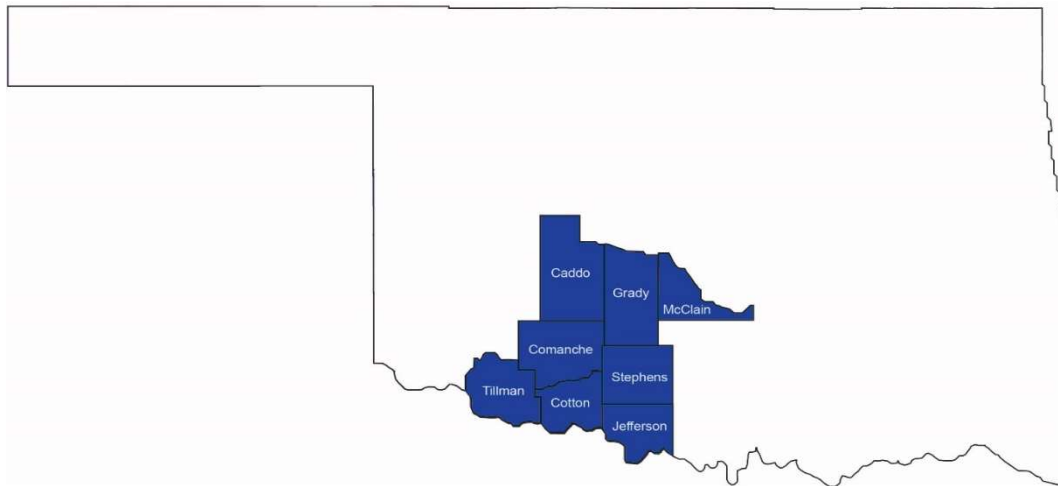 Caddo
Grady
McClain
Comanche
Stephens
Tillman
Cotton
Jefferson